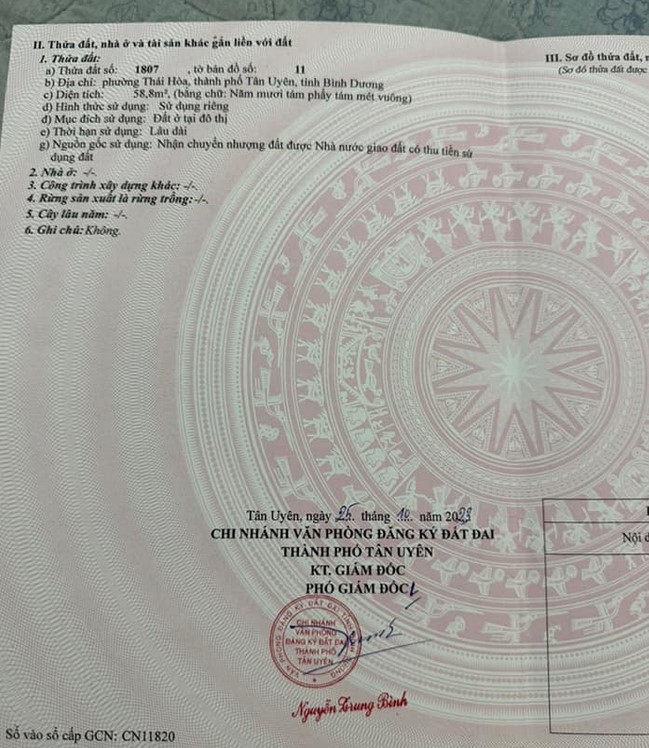 II. Thửa đất, nhà ở và tài sản khác gắn liền với đất
1. Thửa đất:
a) Thửa đất số: 1807 , tờ bản đồ số: 11
b) Địa chỉ: phường Thái Hòa, thành phố Tân Uyên, tỉnh Bình Dương
c) Diện tích: 58,8m², (bằng chữ: Năm mươi tám phẩy tám mét vuông)
d) Hình thức sử dụng: Sử dụng riêng
đ) Mục đích sử dụng: Đất ở tại đô thị
e) Thời hạn sử dụng: Lâu dài
g) Nguồn gốc sử dụng: Nhận chuyển nhượng đất được Nhà nước giao đất có thu tiền sử
dụng đất
2. Nhà ở: -/-.
3. Công trình xây dựng khác: -/-.
4. Rừng sản xuất là rừng trồng: -/-.
5. Cây lâu năm: -/-.
6. Ghi chú: Không.
III. Sơ đồ thửa đất,
(Sơ đồ thửa đất được
Tân Uyên, ngày 25. tháng 10. năm 2023
CHI NHÁNH VĂN PHÒNG ĐĂNG KÝ ĐẤT ĐAI
THÀNH PHỐ TÂN UYÊN
KT. GIÁM ĐỐC
PHÓ GIÁM ĐỐC
CHI NHÁNH
VĂN PHÒNG
ĐĂNG KÝ ĐẤT ĐAI
THÀNH PHỐ
TÂN UYÊN
Nguyễn Trung Bình
Nội
Số vào sổ cấp GCN: CN11820